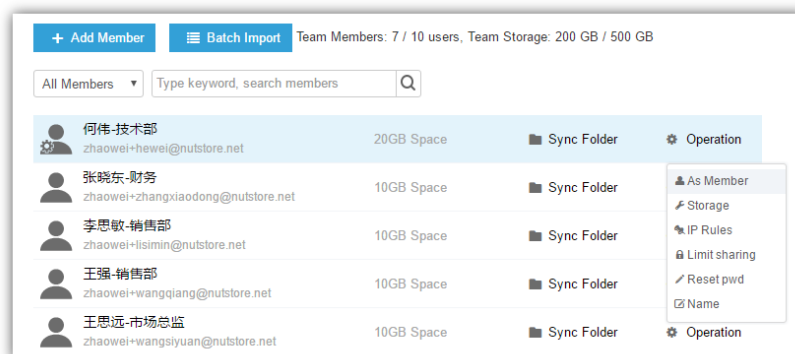 + Add Member Batch Import Team Members: 7 / 10 users, Team Storage: 200 GB / 500 GB
All Members Type keyword, search members
何伟-技术部
zhaowei+hewei@nutstore.net 20GB Space Sync Folder Operation
张晓东-财务
zhaowei+zhangxiaodong@nutstore.net 10GB Space Sync Folder
李思敏-销售部
zhaowei+lisimin@nutstore.net 10GB Space Sync Folder
王强-销售部
zhaowei+wangqiang@nutstore.net 10GB Space Sync Folder
王思远-市场总监
zhaowei+wangsiyuan@nutstore.net 10GB Space Sync Folder Operation
As Member
Storage
IP Rules
Limit sharing
Reset pwd
Name